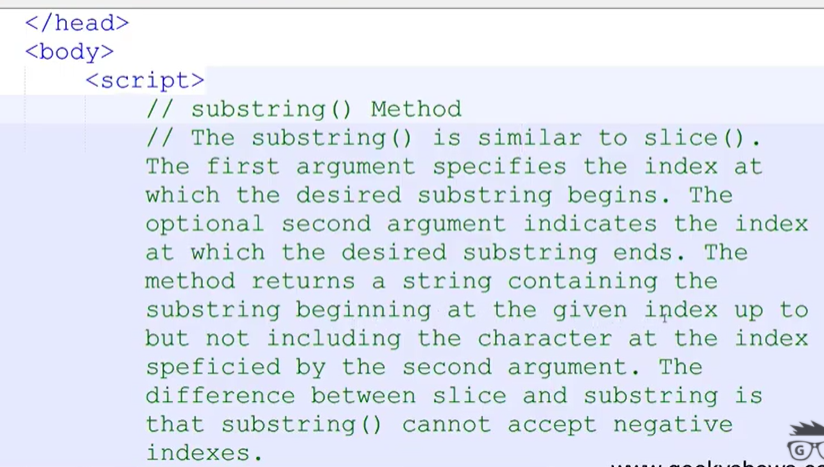 </head>
<body>
<script>
// substring() Method
// The substring() is similar to slice().
The first argument specifies the index at
which the desired substring begins. The
optional second argument indicates the index
at which the desired substring ends. The
method returns a string containing the
substring beginning at the given index up to
but not including the character at the index
speficied by the second argument. The
difference between slice and substring is
that substring() cannot accept negative
indexes.
G